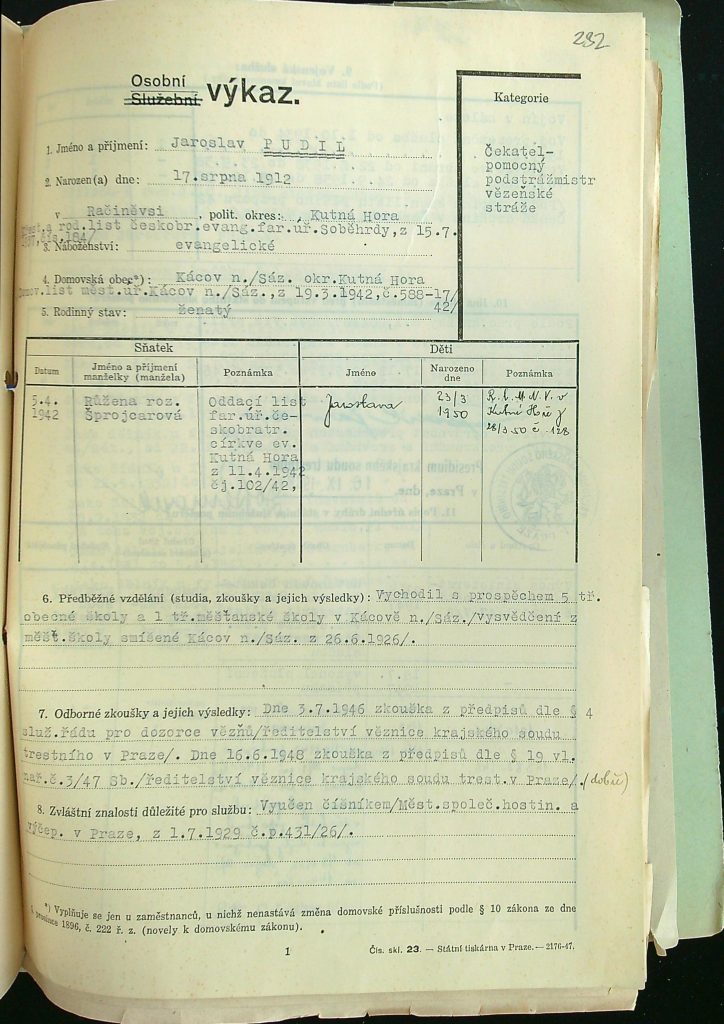 232
Osobní
Služební výkaz.
Kategorie
Čekatel-
pomocný
podstrážmistr
vězeňské
stráže
1. Jméno a příjmení: Jaroslav PUDIL
2. Narozen(a) dne: 17.srpna 1912
v Račiněvsi, polit. okres: Kutná Hora
rod.list českobr.evang.far.úř.Soběhrdy,z 15.7.
3. Náboženství: evangelické
4. Domovská obec*): Kácov n./Sáz. okr.Kutná Hora
Domov.list měst.úř.Kácov n./Sáz.,z 19.3.1942,č.588-17/
42/
5. Rodinný stav: ženatý
Sňatek Děti
Datum Jméno a příjmení manželky (manžela) Poznámka Jméno Narozeno dne Poznámka
5.4. Růžena roz. Oddací list Jaroslava 23/3 R.l. M.N.V. v
1942 Šprojcarová far.úř.če- 1950 Kutné Hoře z
skobratr. 28/3 50 č. 128
církve ev.
Kutná Hora
z 11.4.1942
čj.102/42,
6. Předběžné vzdělání (studia, zkoušky a jejich výsledky): Vychodil s prospěchem 5 tř.
obecné školy a 1 tř.měšťanské školy v Kácově n./Sáz./vysvědčení z
měšť.školy smíšené Kácov n./Sáz. z 26.6.1926/.
7. Odborné zkoušky a jejich výsledky: Dne 3.7.1946 zkouška z předpisů dle § 4
služ.řádu pro dozorce vězňů/ředitelství věznice krajského soudu
trestního v Praze/. Dne 16.6.1948 zkouška z předpisů dle § 19 vl.
nař.č.3/47 Sb./ředitelství věznice krajského soudu trest.v Praze/.(dobře)
8. Zvláštní znalosti důležité pro službu: Vyučen číšníkem/Měst.společ.hostin. a
výčep. v Praze, z 1.7.1929 č.p.431/26/.
*) Vyplňuje se jen u zaměstnanců, u nichž nenastává změna domovské příslušnosti podle § 10 zákona ze dne
prosince 1896, č. 222 ř. z. (novely k domovskému zákonu).
1
Čís. skl. 23. — Státní tiskárna v Praze. — 2176-47.